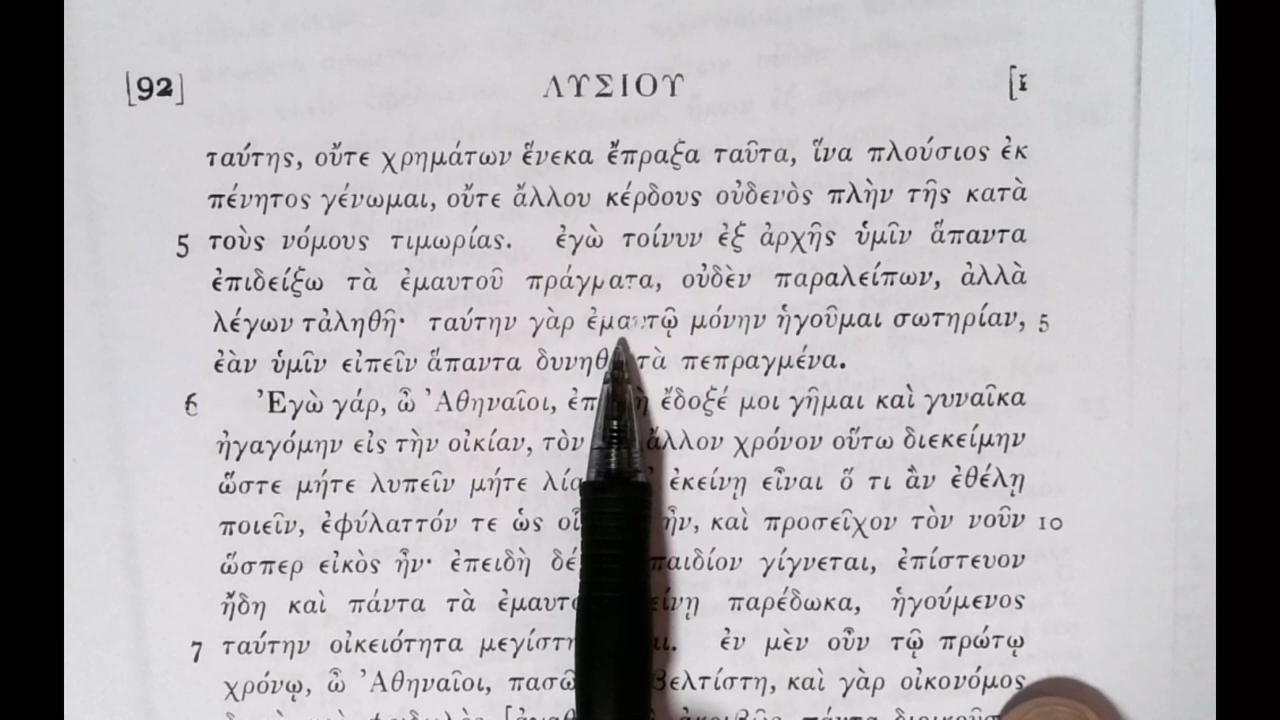 [92] ΛΥΣΙΟΥ [I
ταύτης, οὔτε χρημάτων ἕνεκα ἔπραξα ταῦτα, ἵνα πλούσιος ἐκ
πένητος γένωμαι, οὔτε ἄλλου κέρδους οὐδενὸς πλὴν τῆς κατὰ
5 τοὺς νόμους τιμωρίας. ἐγὼ τοίνυν ἐξ ἀρχῆς ὑμῖν ἅπαντα
ἐπιδείξω τὰ ἐμαυτοῦ πράγματα, οὐδὲν παραλείπων, ἀλλὰ
λέγων τἀληθῆ· ταύτην γὰρ ἐμαυτῷ μόνην ἡγοῦμαι σωτηρίαν, 5
ἐὰν ὑμῖν εἰπεῖν ἅπαντα τὰ πεπραγμένα.
6 Ἐγὼ γάρ, ὦ Ἀθηναῖοι, ἔδοξέ μοι γῆμαι καὶ γυναῖκα
ἠγαγόμην εἰς τὴν οἰκίαν, τὸν ἄλλον χρόνον οὕτω διεκείμην
ὥστε μήτε λυπεῖν μήτε ἐκείνῃ εἶναι ὅ τι ἂν ἐθέλῃ
ποιεῖν, ἐφύλαττόν τε ὡς ἦν, καὶ προσεῖχον τὸν νοῦν 10
ὥσπερ εἰκὸς ἦν· ἐπειδὴ δέ παιδίον γίγνεται, ἐπίστευον
ἤδη καὶ πάντα τὰ παρέδωκα, ἡγούμενος
7 ταύτην οἰκειότητα ἐν μὲν οὖν τῷ πρώτῳ
χρόνῳ, ὦ Ἀθηναῖοι, βελτίστη, καὶ γὰρ οἰκονόμος